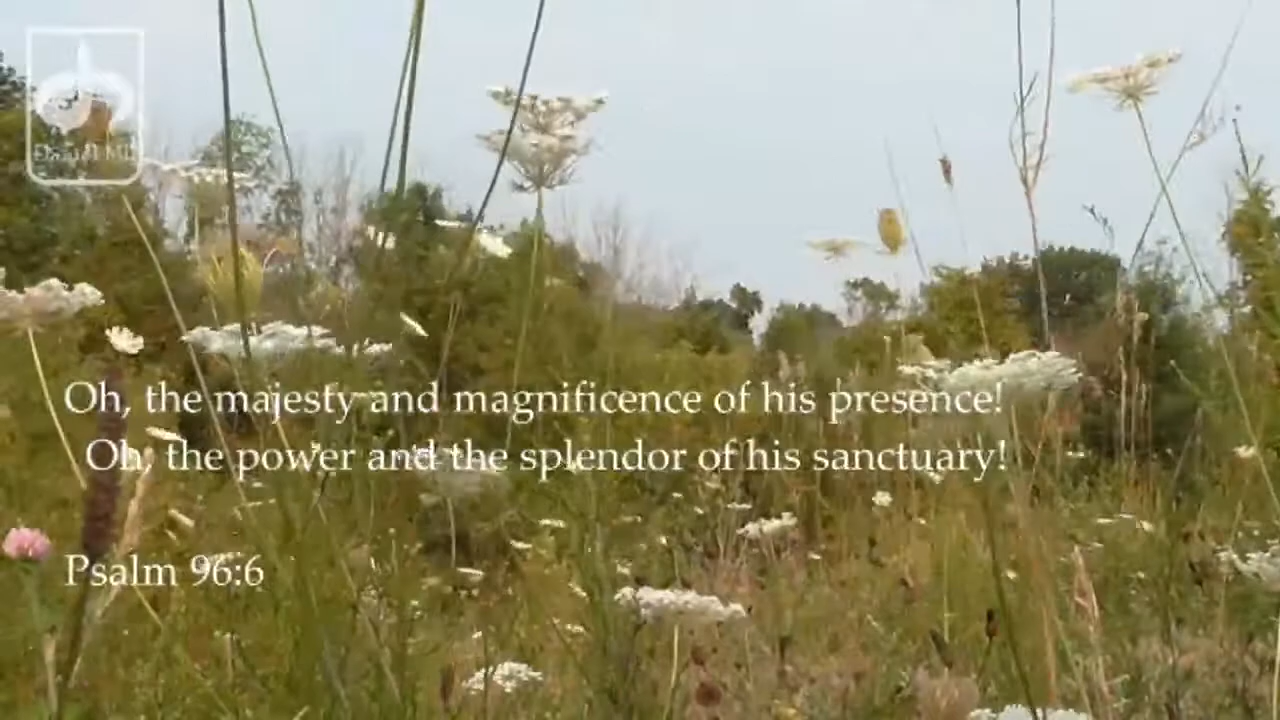 Oh, the majesty and magnificence of his presence!
Oh, the power and the splendor of his sanctuary!
Psalm 96:6